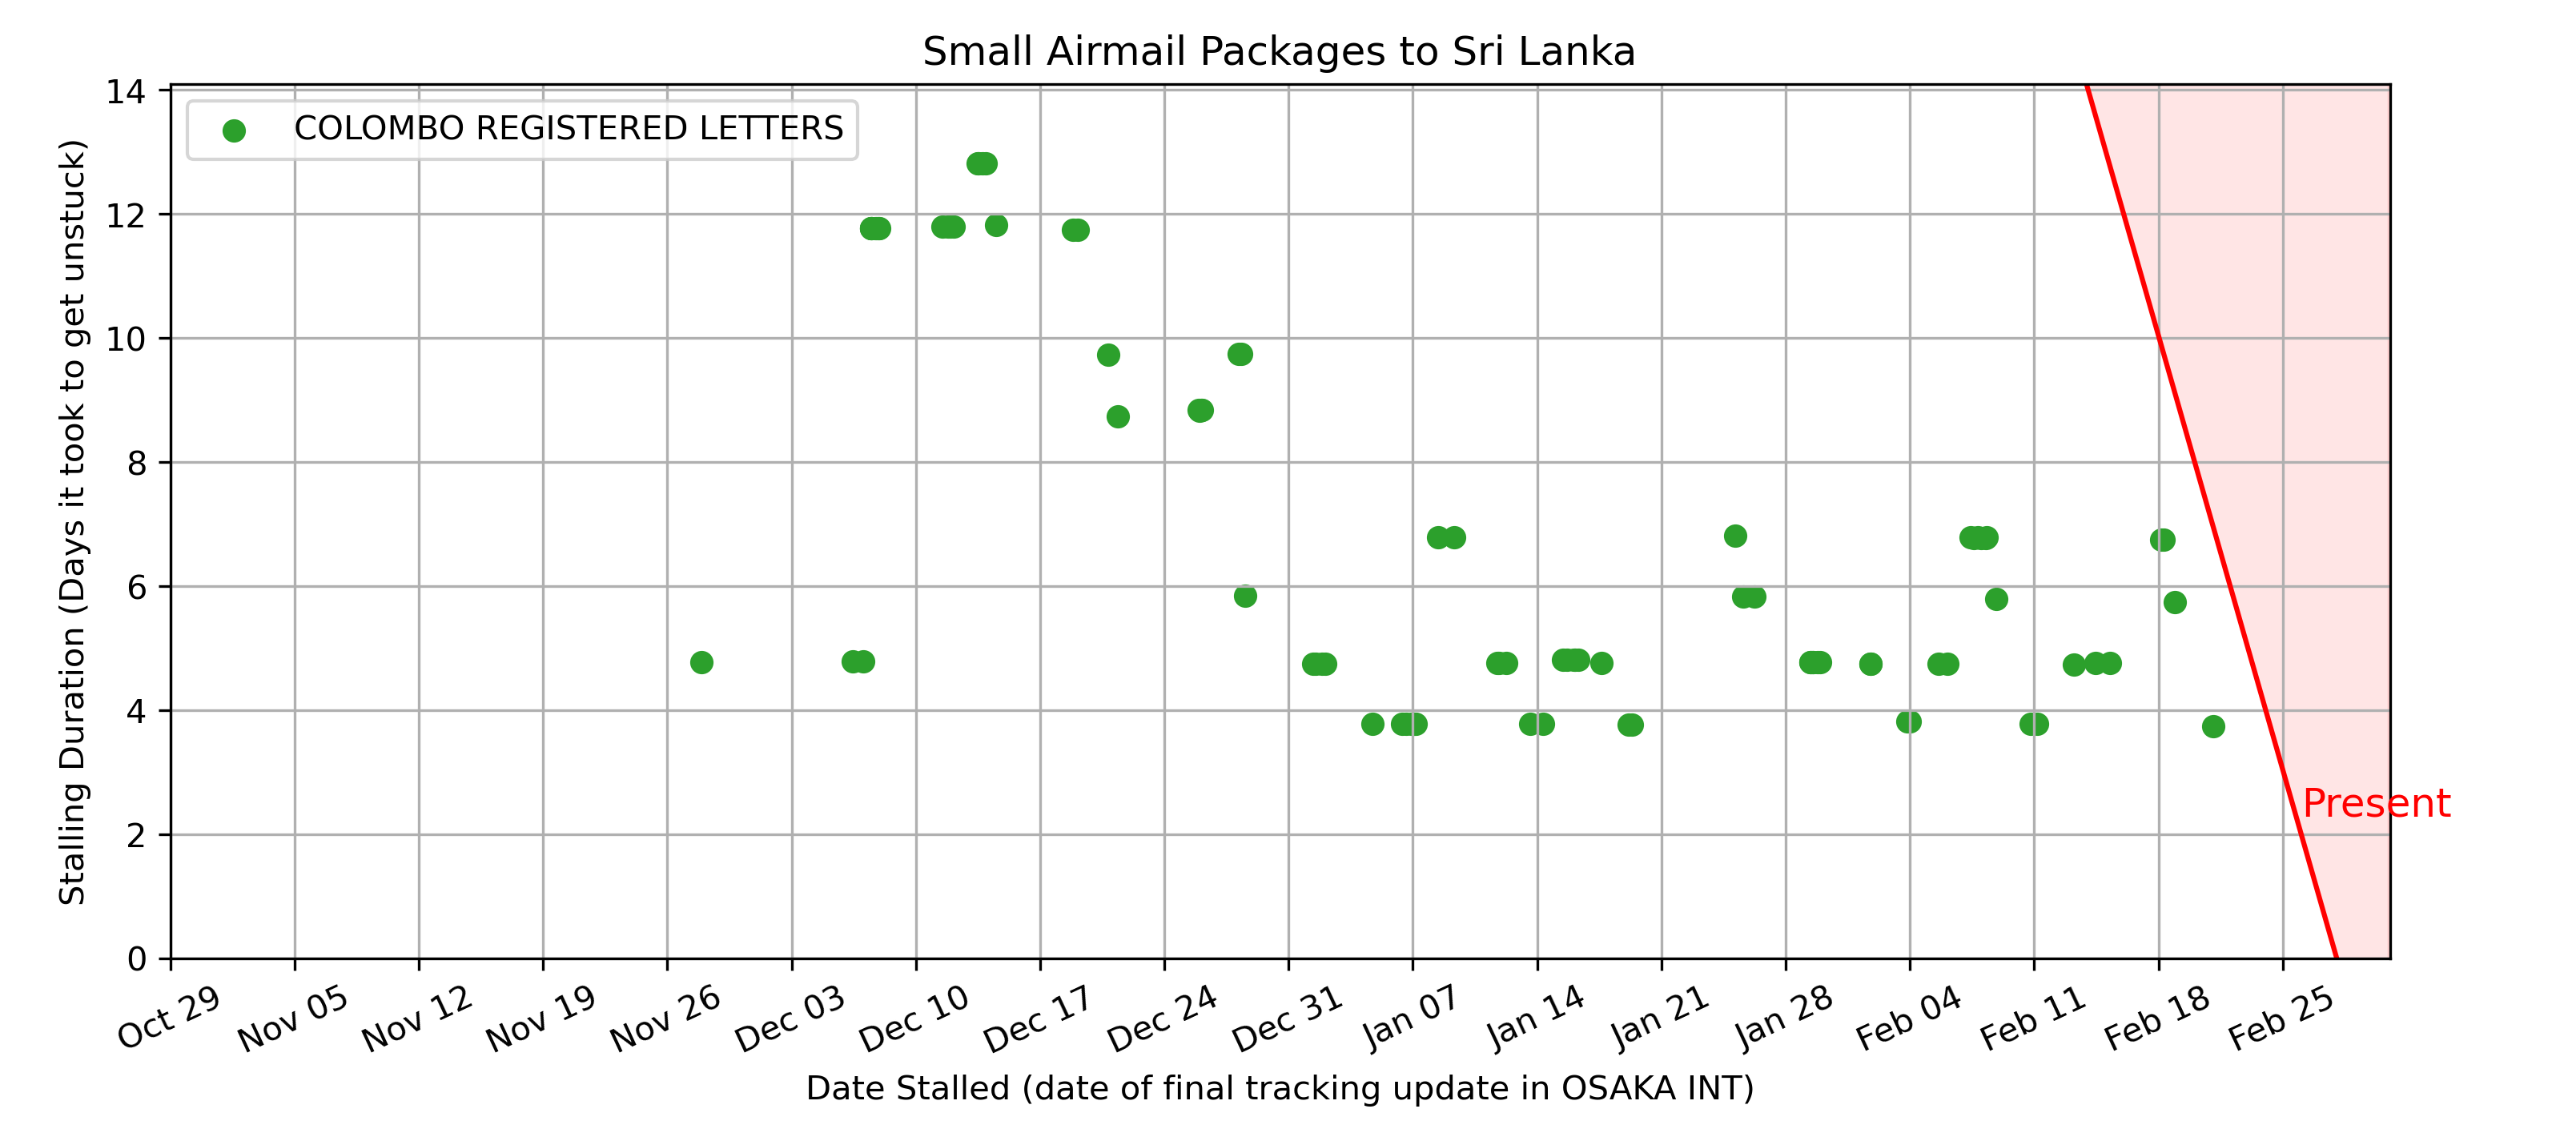 Small Airmail Packages to Sri Lanka
COLOMBO REGISTERED LETTERS
Stalling Duration (Days it took to get unstuck)
14
12
10
8
6
4
2
0
Present
Oct 29
Nov 05
Nov 12
Nov 19
Nov 26
Dec 03
Dec 10
Dec 17
Dec 24
Dec 31
Jan 07
Jan 14
Jan 21
Jan 28
Feb 04
Feb 11
Feb 18
Feb 25
Date Stalled (date of final tracking update in OSAKA INT)